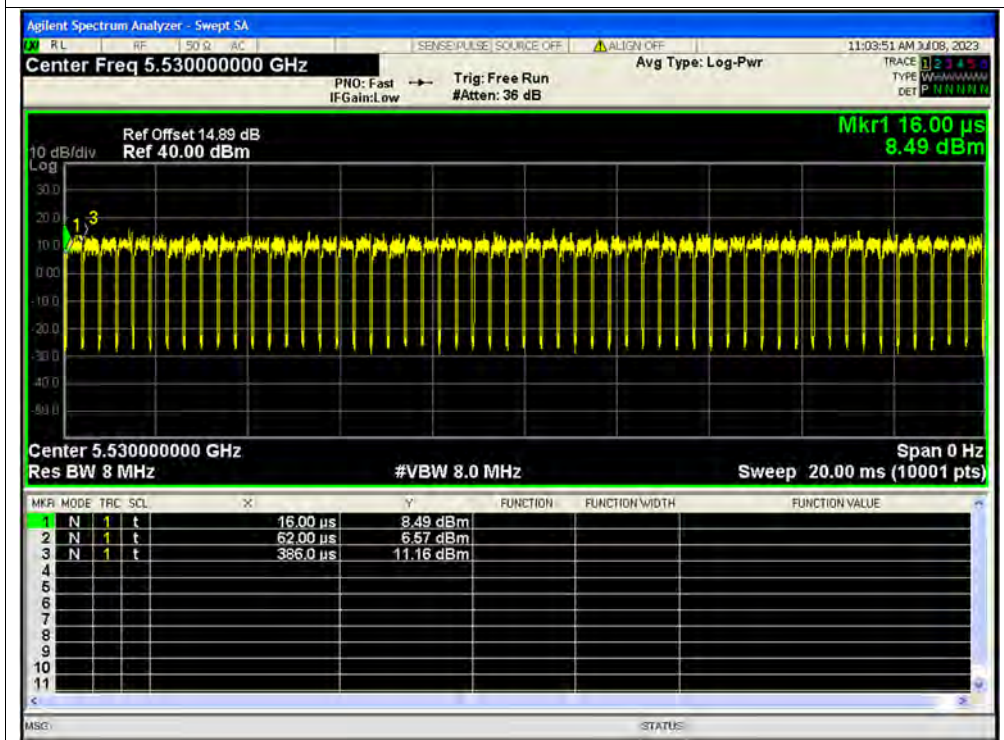 Agilent Spectrum Analyzer - Swept SA
RL RF 50 Ω AC SENSE:PULSE SOURCE OFF ALIGN OFF 11:03:51 AM Jul 08, 2023
Center Freq 5.530000000 GHz
PNO: Fast
IFGain:Low
Trig: Free Run
#Atten: 36 dB
Avg Type: Log-Pwr
TRACE 1 2 3 4 5 6
TYPE W
DET P N N N N N
Ref Offset 14.89 dB
10 dB/div Ref 40.00 dBm
Mkr1 16.00 µs
8.49 dBm
Log
30.0
20.0
10.0
0.00
-10.0
-20.0
-30.0
-40.0
-50.0
1 3
Center 5.530000000 GHz Span 0 Hz
Res BW 8 MHz #VBW 8.0 MHz Sweep 20.00 ms (10001 pts)
MKR MODE TRC SCL X Y FUNCTION FUNCTION WIDTH FUNCTION VALUE
1 N 1 t 16.00 µs 8.49 dBm
2 N 1 t 62.00 µs 6.57 dBm
3 N 1 t 386.0 µs 11.16 dBm
4
5
6
7
8
9
10
11
MSG STATUS